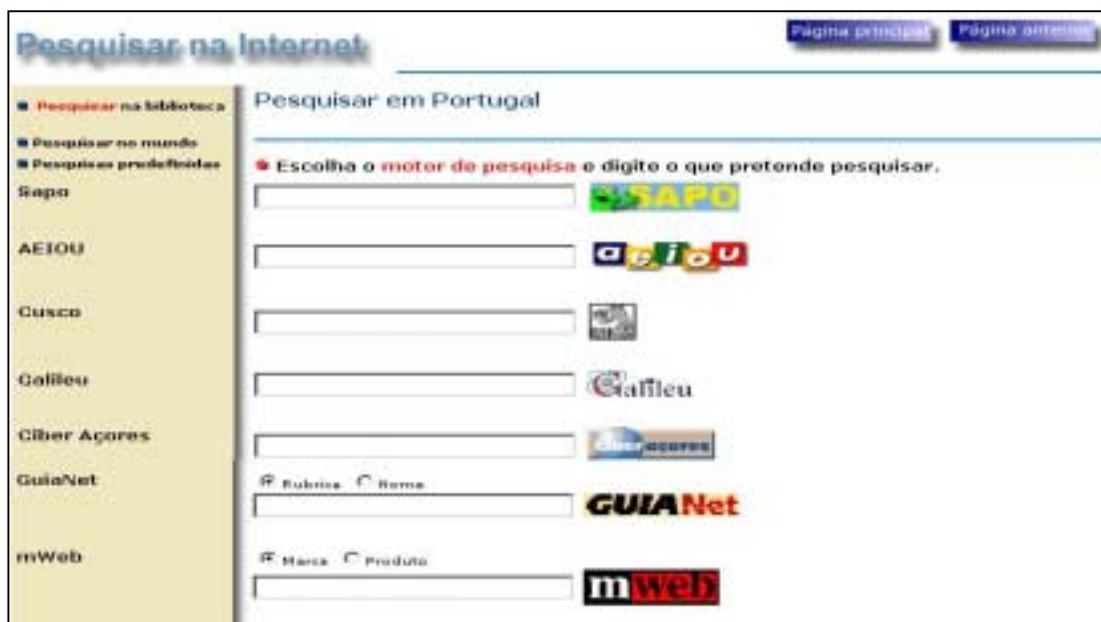 Pesquisar na Internet
Página principal
Página anterior
Pesquisar na biblioteca
Pesquisar no mundo
Pesquisas predefinidas
Pesquisar em Portugal
Escolha o motor de pesquisa e digite o que pretende pesquisar.
Sapo
SAPO
AEIOU
aeiou
Cusco
Galileu
Galileu
Ciber Açores
ciber açores
GuiaNet
Rubrica Nome
GUIANet
mWeb
Marca Produto
mweb